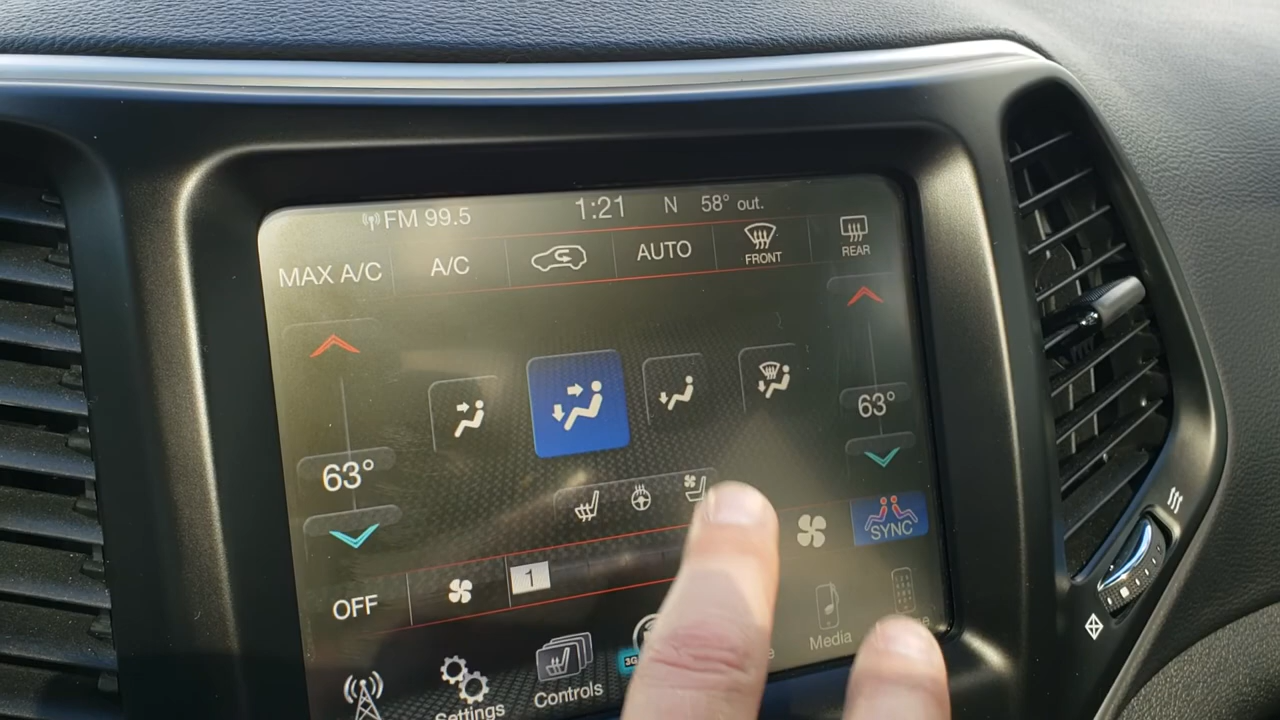 FM 99.5 1:21 N 58° out.
MAX A/C A/C AUTO FRONT REAR
63° 63°
SYNC
OFF 1
3G
Settings Controls Media